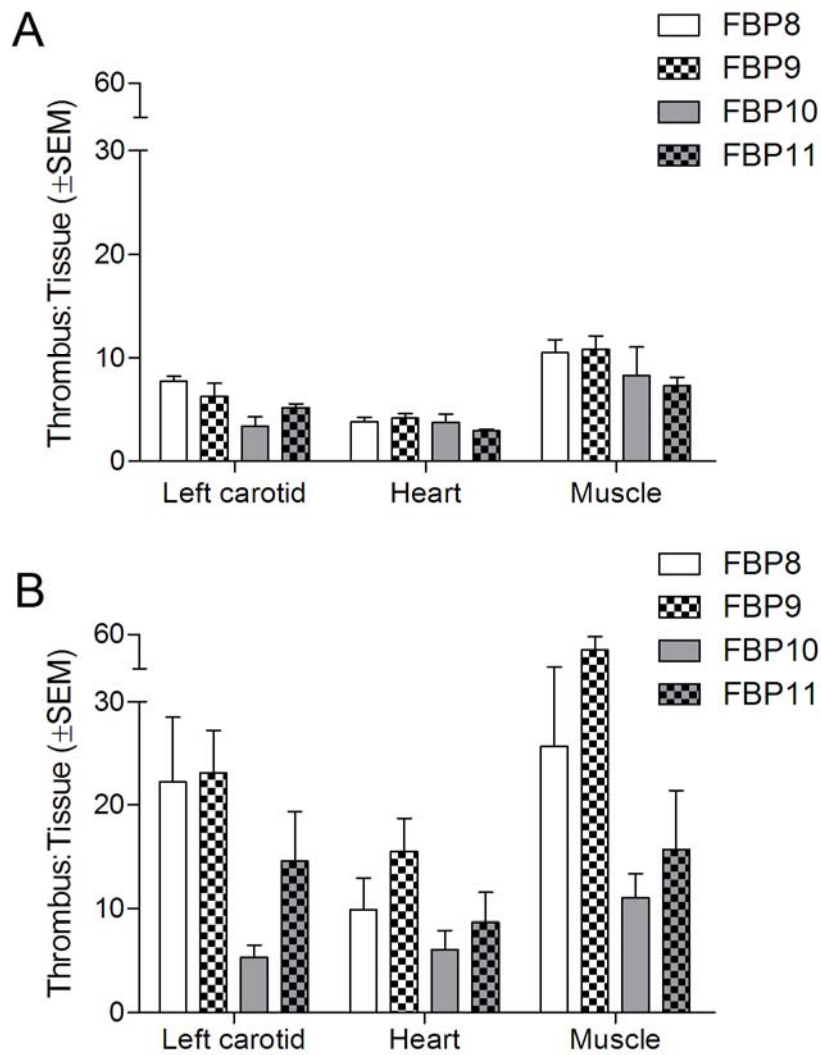 A
FBP8
FBP9
FBP10
FBP11
Thrombus: Tissue (±SEM)
60
30
20
10
0
Left carotid Heart Muscle
B
FBP8
FBP9
FBP10
FBP11
Thrombus: Tissue (±SEM)
60
30
20
10
0
Left carotid Heart Muscle